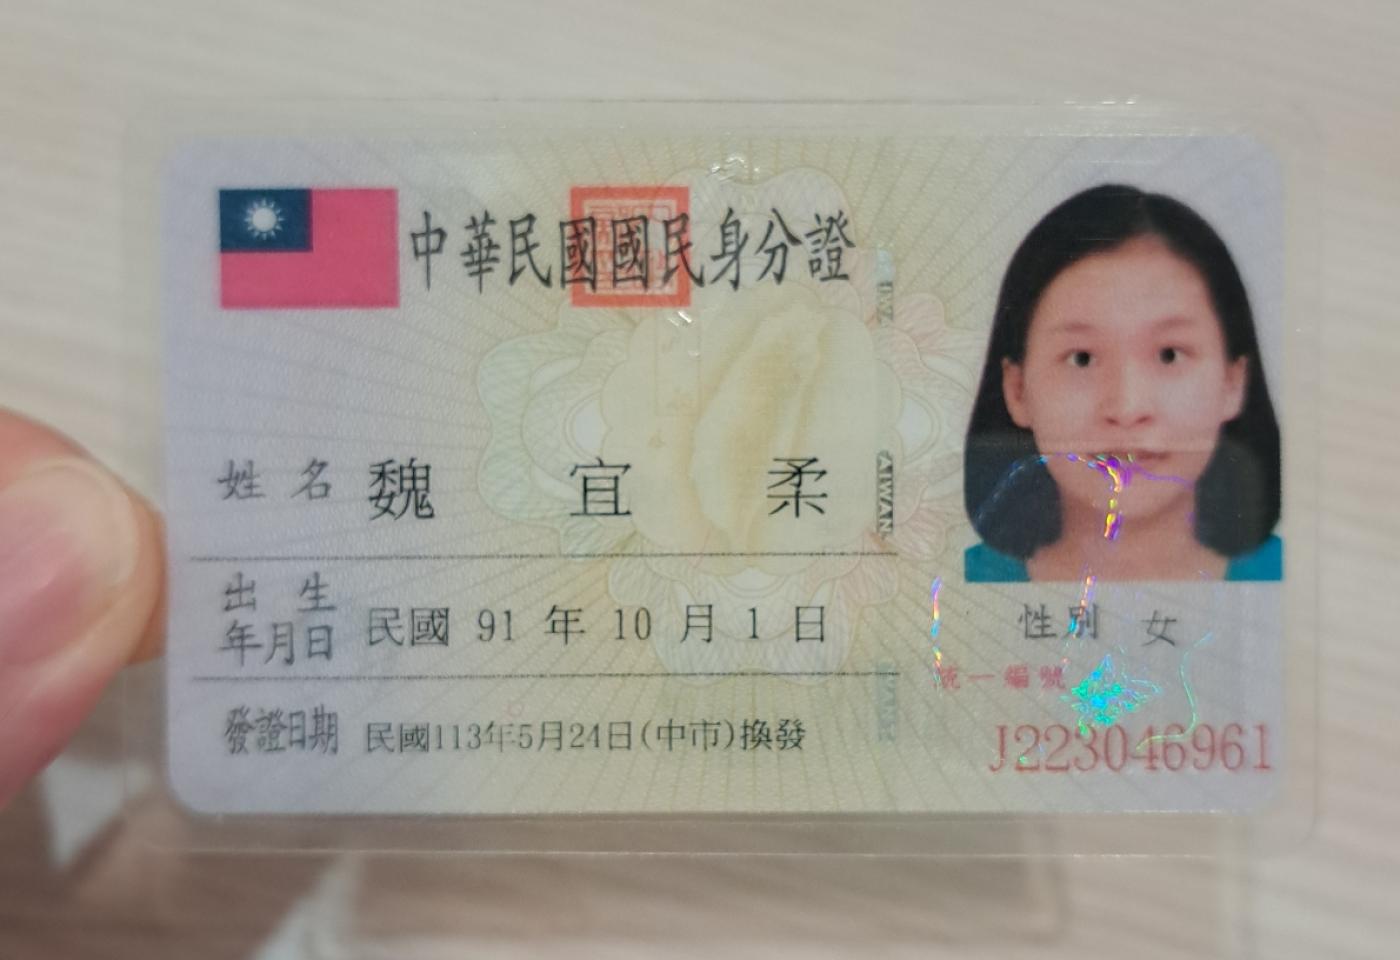 中華民國國民身分證
姓名 魏宜柔
出生年月日 民國 91 年 10 月 1 日
發證日期 民國113年5月24日(中市)換發
性別 女
統一編號
J223046961
TAIWAN